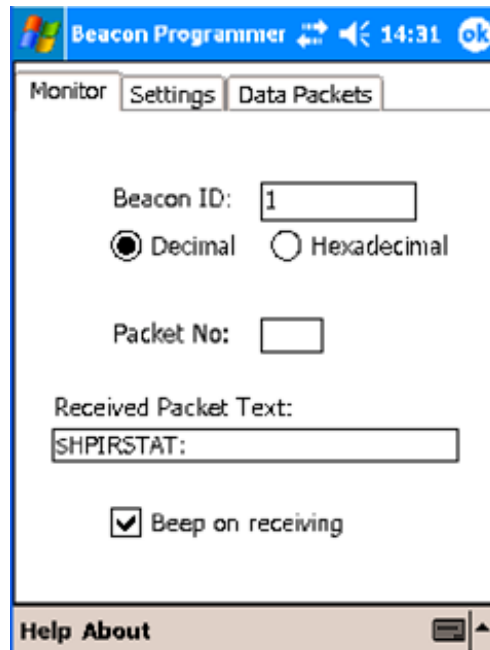 Beacon Programmer 14:31 ok
Monitor Settings Data Packets
Beacon ID: 1
Decimal Hexadecimal
Packet No:
Received Packet Text:
SHPIRSTAT:
Beep on receiving
Help About